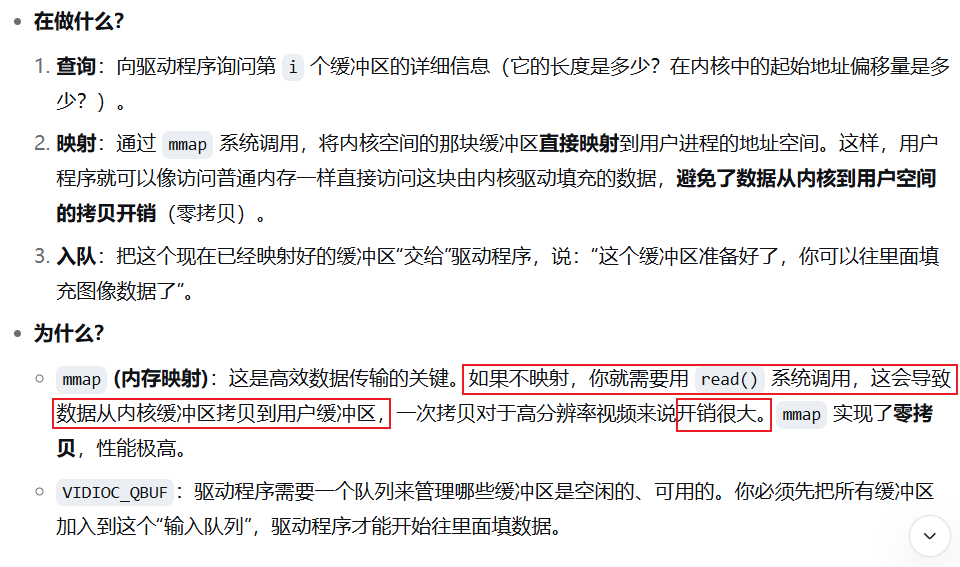 • 在做什么？
1. 查询：向驱动程序询问第 i 个缓冲区的详细信息（它的长度是多少？在内核中的起始地址偏移量是多
少？）。
2. 映射：通过 mmap 系统调用，将内核空间的那块缓冲区直接映射到用户进程的地址空间。这样，用户
程序就可以像访问普通内存一样直接访问这块由内核驱动填充的数据，避免了数据从内核到用户空间
的拷贝开销（零拷贝）。
3. 入队：把这个现在已经映射好的缓冲区“交给”驱动程序，说：“这个缓冲区准备好了，你可以往里面填
充图像数据了”。
• 为什么？
○ mmap (内存映射)：这是高效数据传输的关键。如果不映射，你就需要用 read() 系统调用，这会导致
数据从内核缓冲区拷贝到用户缓冲区，一次拷贝对于高分辨率视频来说开销很大。mmap 实现了零拷
贝，性能极高。
○ VIDIOC_QBUF：驱动程序需要一个队列来管理哪些缓冲区是空闲的、可用的。你必须先把所有缓冲区
加入到这个“输入队列”，驱动程序才能开始往里面填数据。